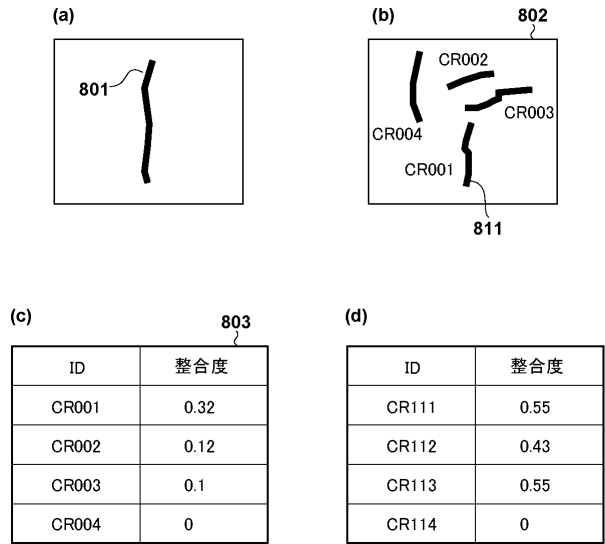 (a)
801
(b)
802
CR002
CR003
CR004
CR001
811
(c)
803
ID 整合度
CR001 0.32
CR002 0.12
CR003 0.1
CR004 0
(d)
ID 整合度
CR111 0.55
CR112 0.43
CR113 0.55
CR114 0